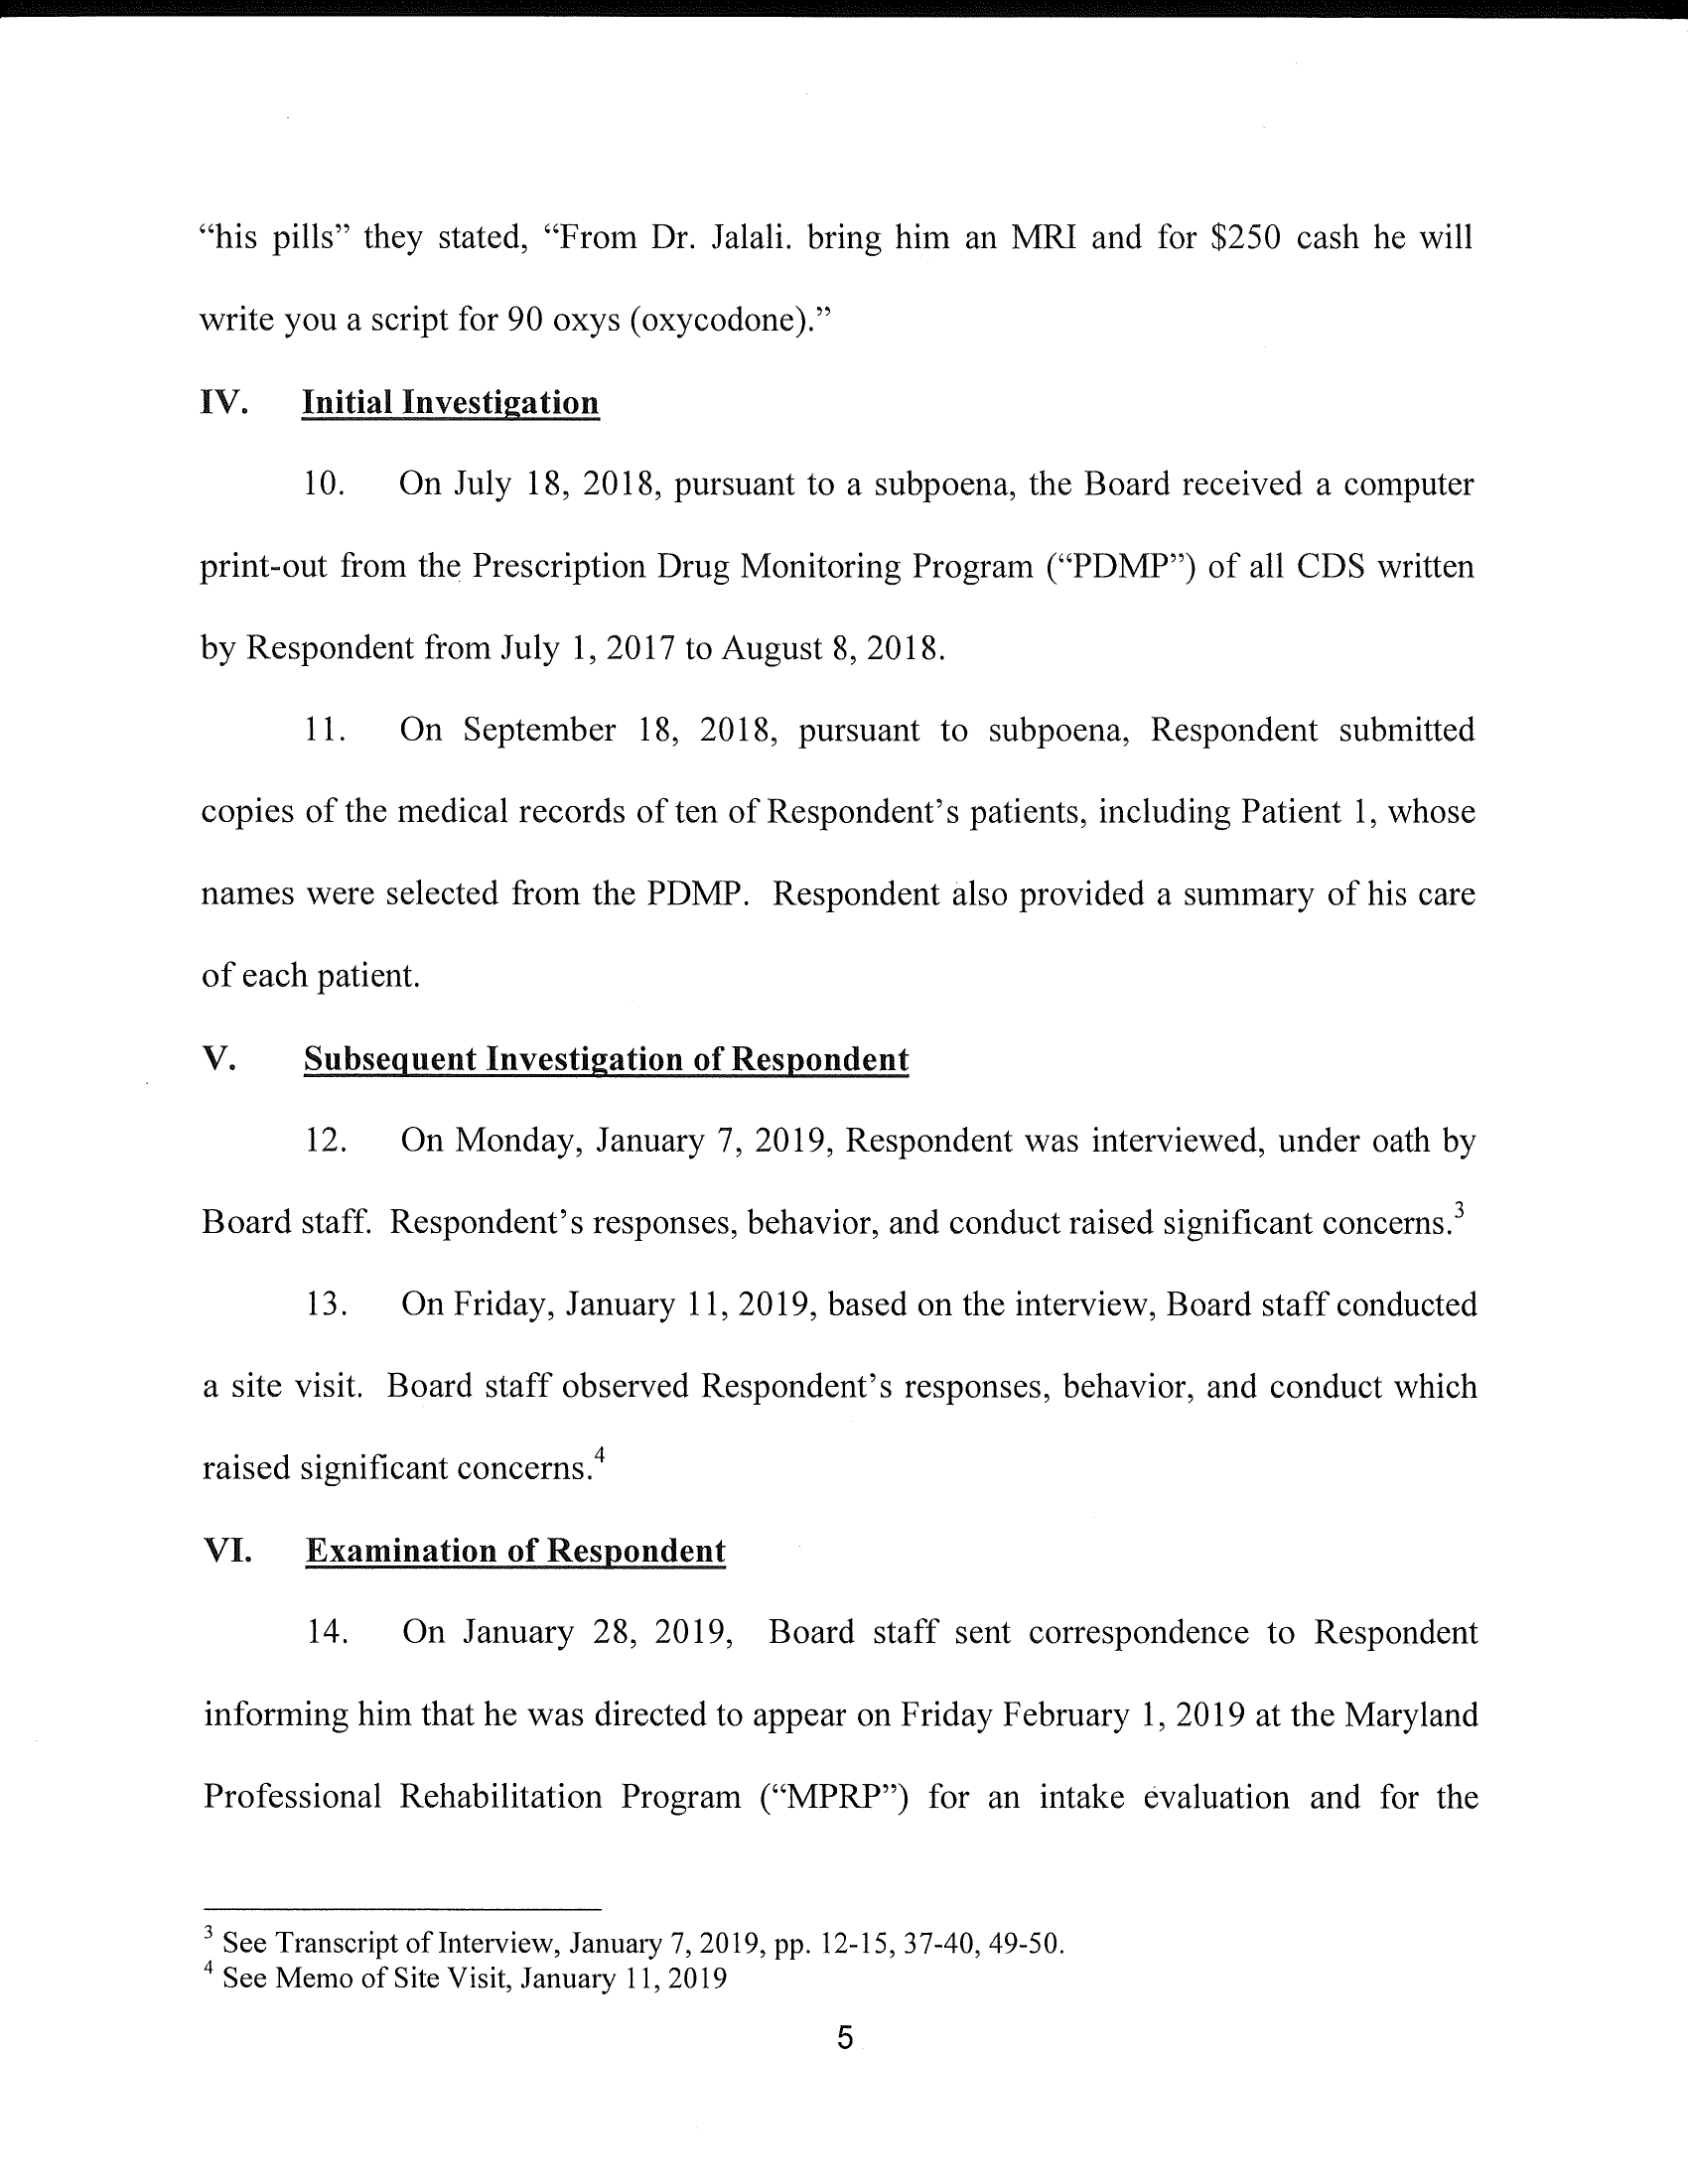 “his pills” they stated, “From Dr. Jalali. bring him an MRI and for $250 cash he will
write you a script for 90 oxys (oxycodone).”
IV. Initial Investigation
10. On July 18, 2018, pursuant to a subpoena, the Board received a computer
print-out from the Prescription Drug Monitoring Program (“PDMP”) of all CDS written
by Respondent from July 1, 2017 to August 8, 2018.
11. On September 18, 2018, pursuant to subpoena, Respondent submitted
copies of the medical records of ten of Respondent’s patients, including Patient 1, whose
names were selected from the PDMP. Respondent also provided a summary of his care
of each patient.
V. Subsequent Investigation of Respondent
12. On Monday, January 7, 2019, Respondent was interviewed, under oath by
Board staff. Respondent’s responses, behavior, and conduct raised significant concerns.3
13. On Friday, January 11, 2019, based on the interview, Board staff conducted
a site visit. Board staff observed Respondent’s responses, behavior, and conduct which
raised significant concerns.4
VI. Examination of Respondent
14. On January 28, 2019, Board staff sent correspondence to Respondent
informing him that he was directed to appear on Friday February 1, 2019 at the Maryland
Professional Rehabilitation Program (“MPRP”) for an intake evaluation and for the
3 See Transcript of Interview, January 7, 2019, pp. 12-15, 37-40, 49-50.
4 See Memo of Site Visit, January 11, 2019
5